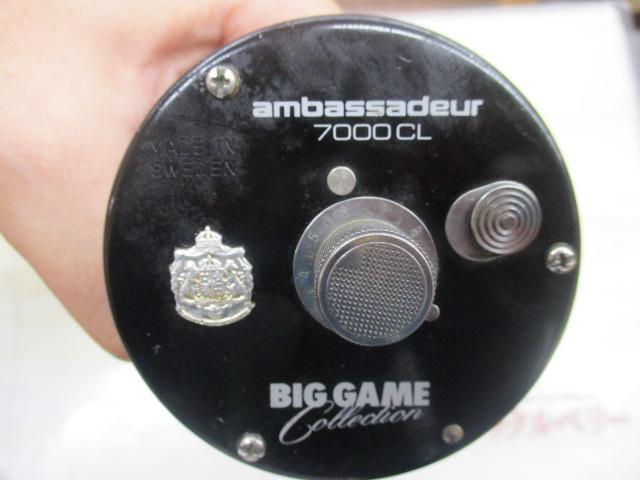 ambassadeur
7000 CL
MADE IN
SWEDEN
BIG GAME
Collection